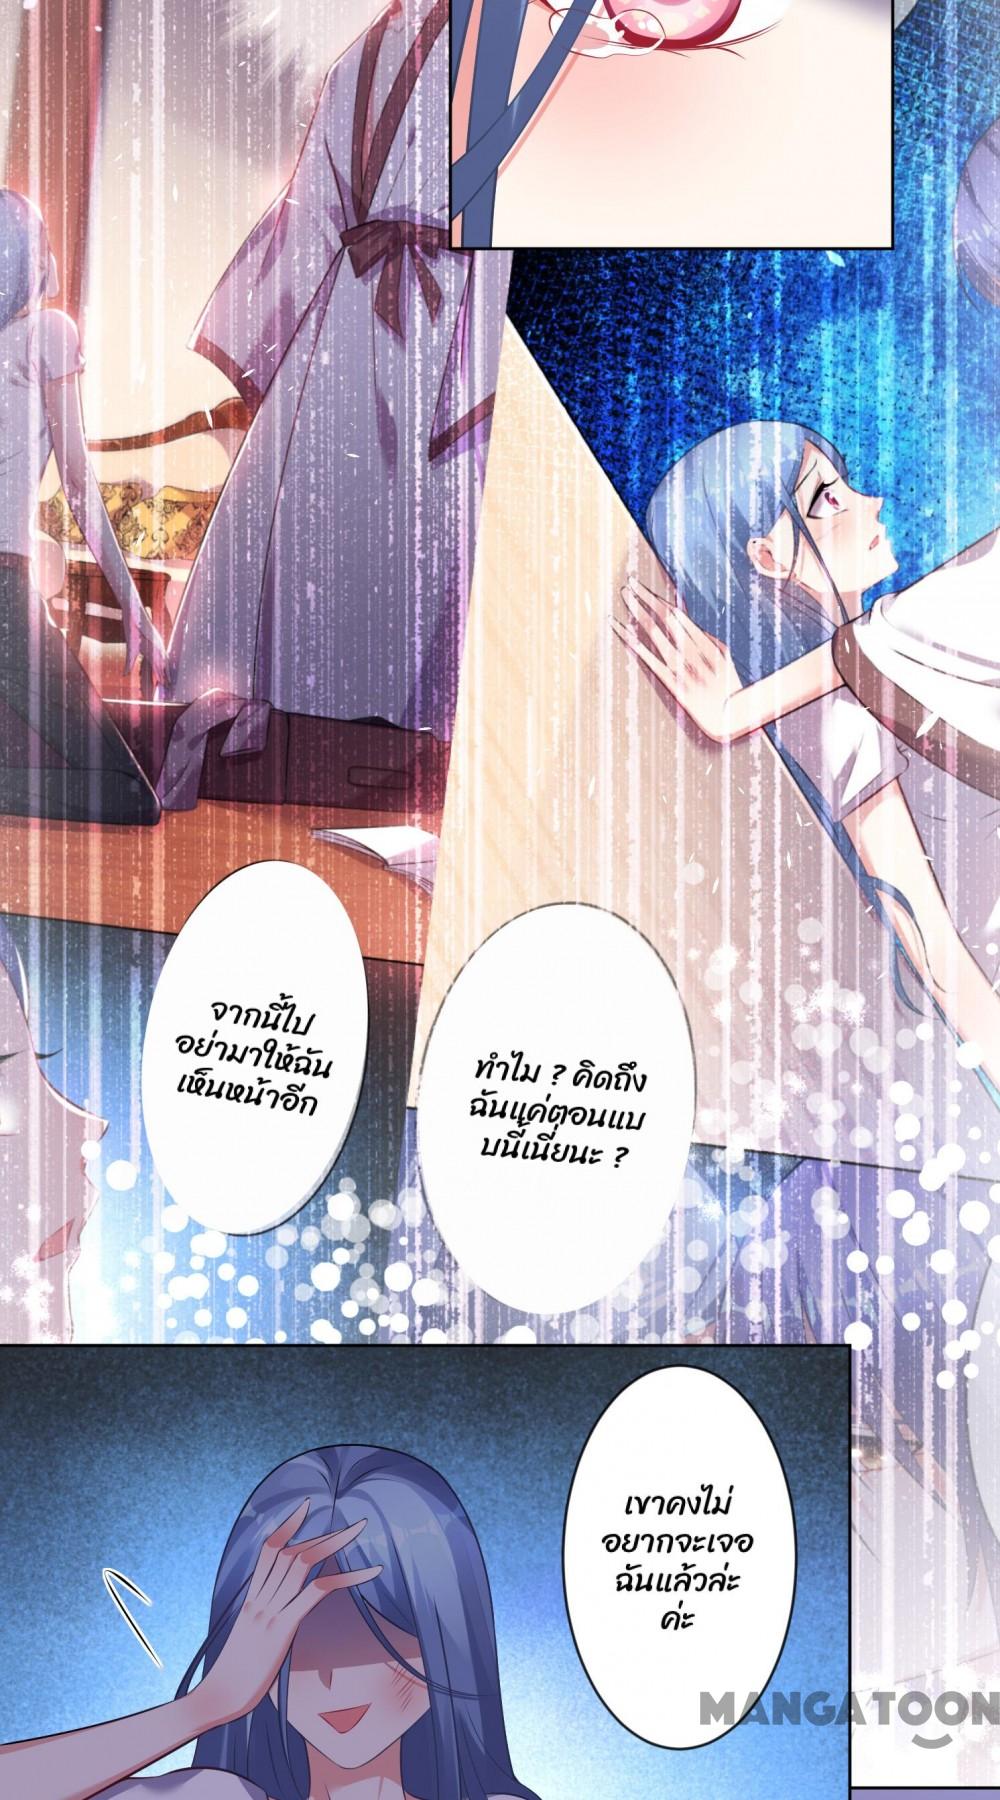 จากนี้ไป
อย่ามาให้ฉัน
เห็นหน้าอีก
ทำไม ? คิดถึง
ฉันแค่ตอนแบ
บนี้เนี่ยนะ ?
เขาคงไม่
อยากจะเจอ
ฉันแล้วล่ะ
ค่ะ
MANGATOON